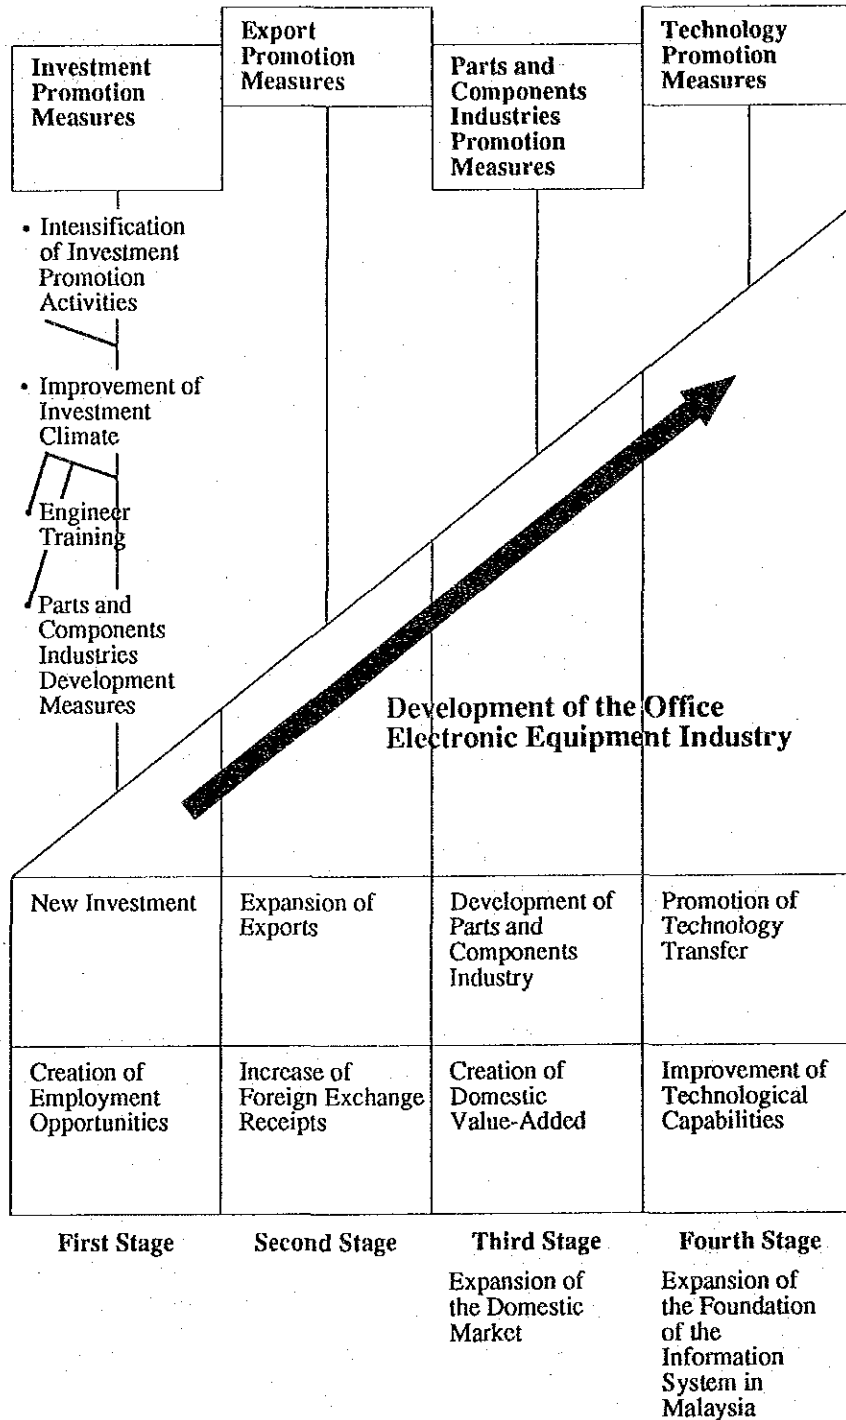 Investment
Promotion
Measures
Export
Promotion
Measures
Parts and
Components
Industries
Promotion
Measures
Technology
Promotion
Measures
• Intensification
of Investment
Promotion
Activities
• Improvement of
Investment
Climate
• Engineer
Training
• Parts and
Components
Industries
Development
Measures
Development of the Office
Electronic Equipment Industry
New Investment
Expansion of
Exports
Development of
Parts and
Components
Industry
Promotion of
Technology
Transfer
Creation of
Employment
Opportunities
Increase of
Foreign Exchange
Receipts
Creation of
Domestic
Value-Added
Improvement of
Technological
Capabilities
First Stage
Second Stage
Third Stage
Fourth Stage
Expansion of
the Domestic
Market
Expansion of
the Foundation
of the
Information
System in
Malaysia